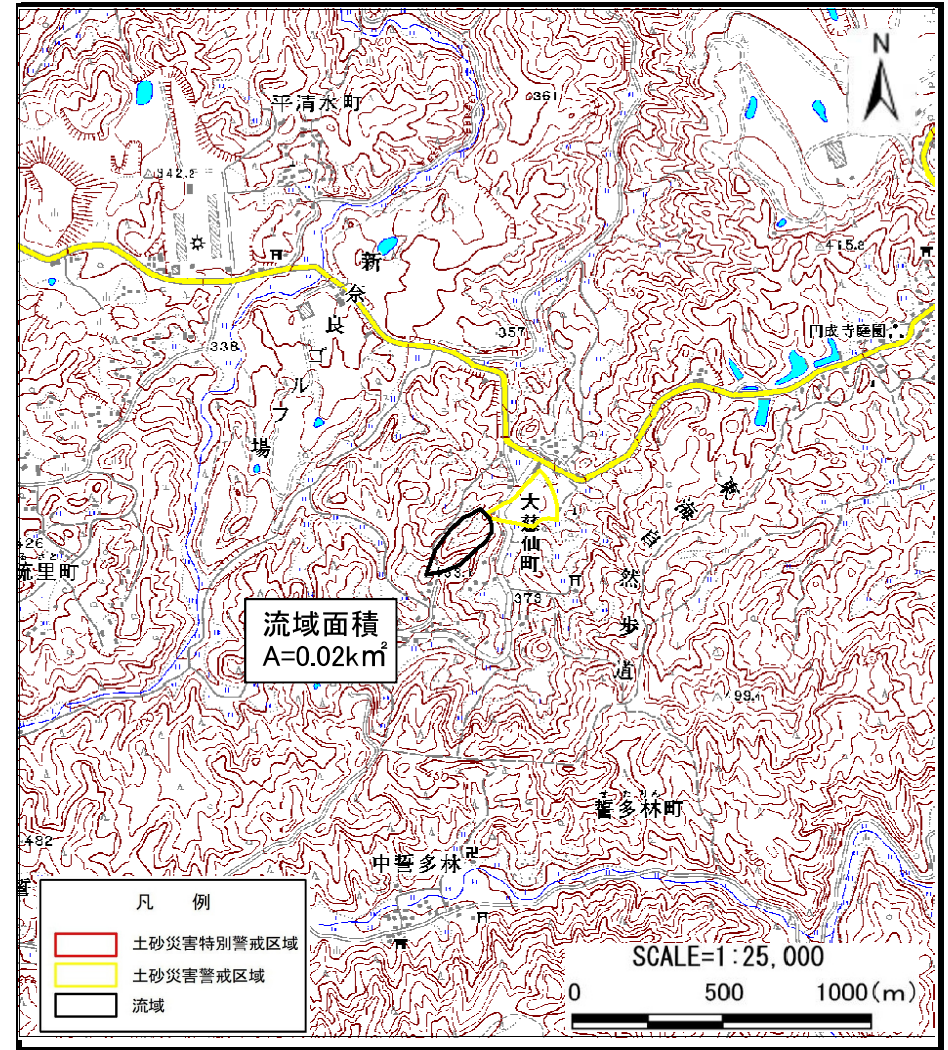 N
平清水町
361
342.2
415.8
新奈良ゴルフ場
357
円成寺庭園
338
大慈仙町
東海自然歩道
426
流里町
373
流域面積
A=0.02km²
誓多林町
482
中誓多林
凡 例
土砂災害特別警戒区域
土砂災害警戒区域
流域
SCALE=1:25,000
0 500 1000(m)